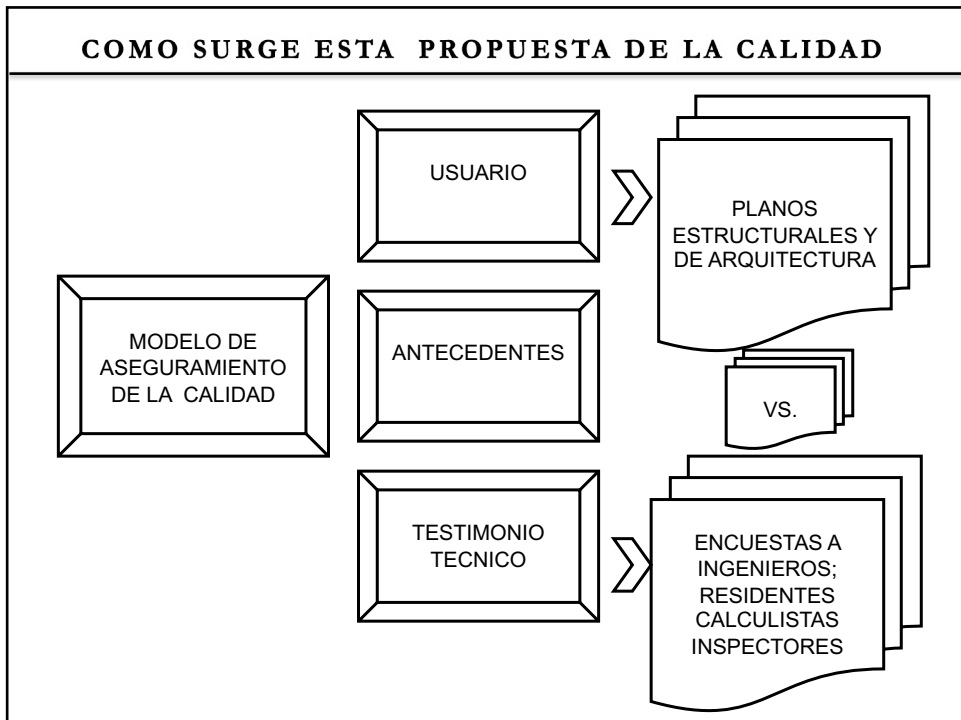 COMO SURGE ESTA PROPUESTA DE LA CALIDAD
MODELO DE
ASEGURAMIENTO
DE LA CALIDAD
USUARIO
PLANOS
ESTRUCTURALES Y
DE ARQUITECTURA
ANTECEDENTES
VS.
TESTIMONIO
TECNICO
ENCUESTAS A
INGENIEROS;
RESIDENTES
CALCULISTAS
INSPECTORES